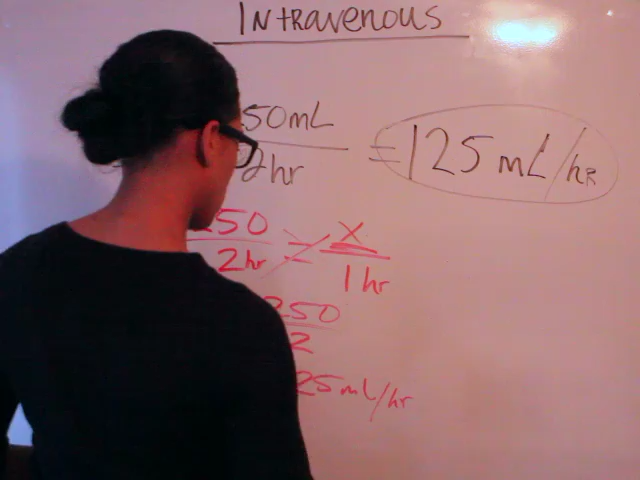 Intravenous
50mL = 125 mL/hr
2hr
250 = x
2hr 1hr
250
2
25mL/hr